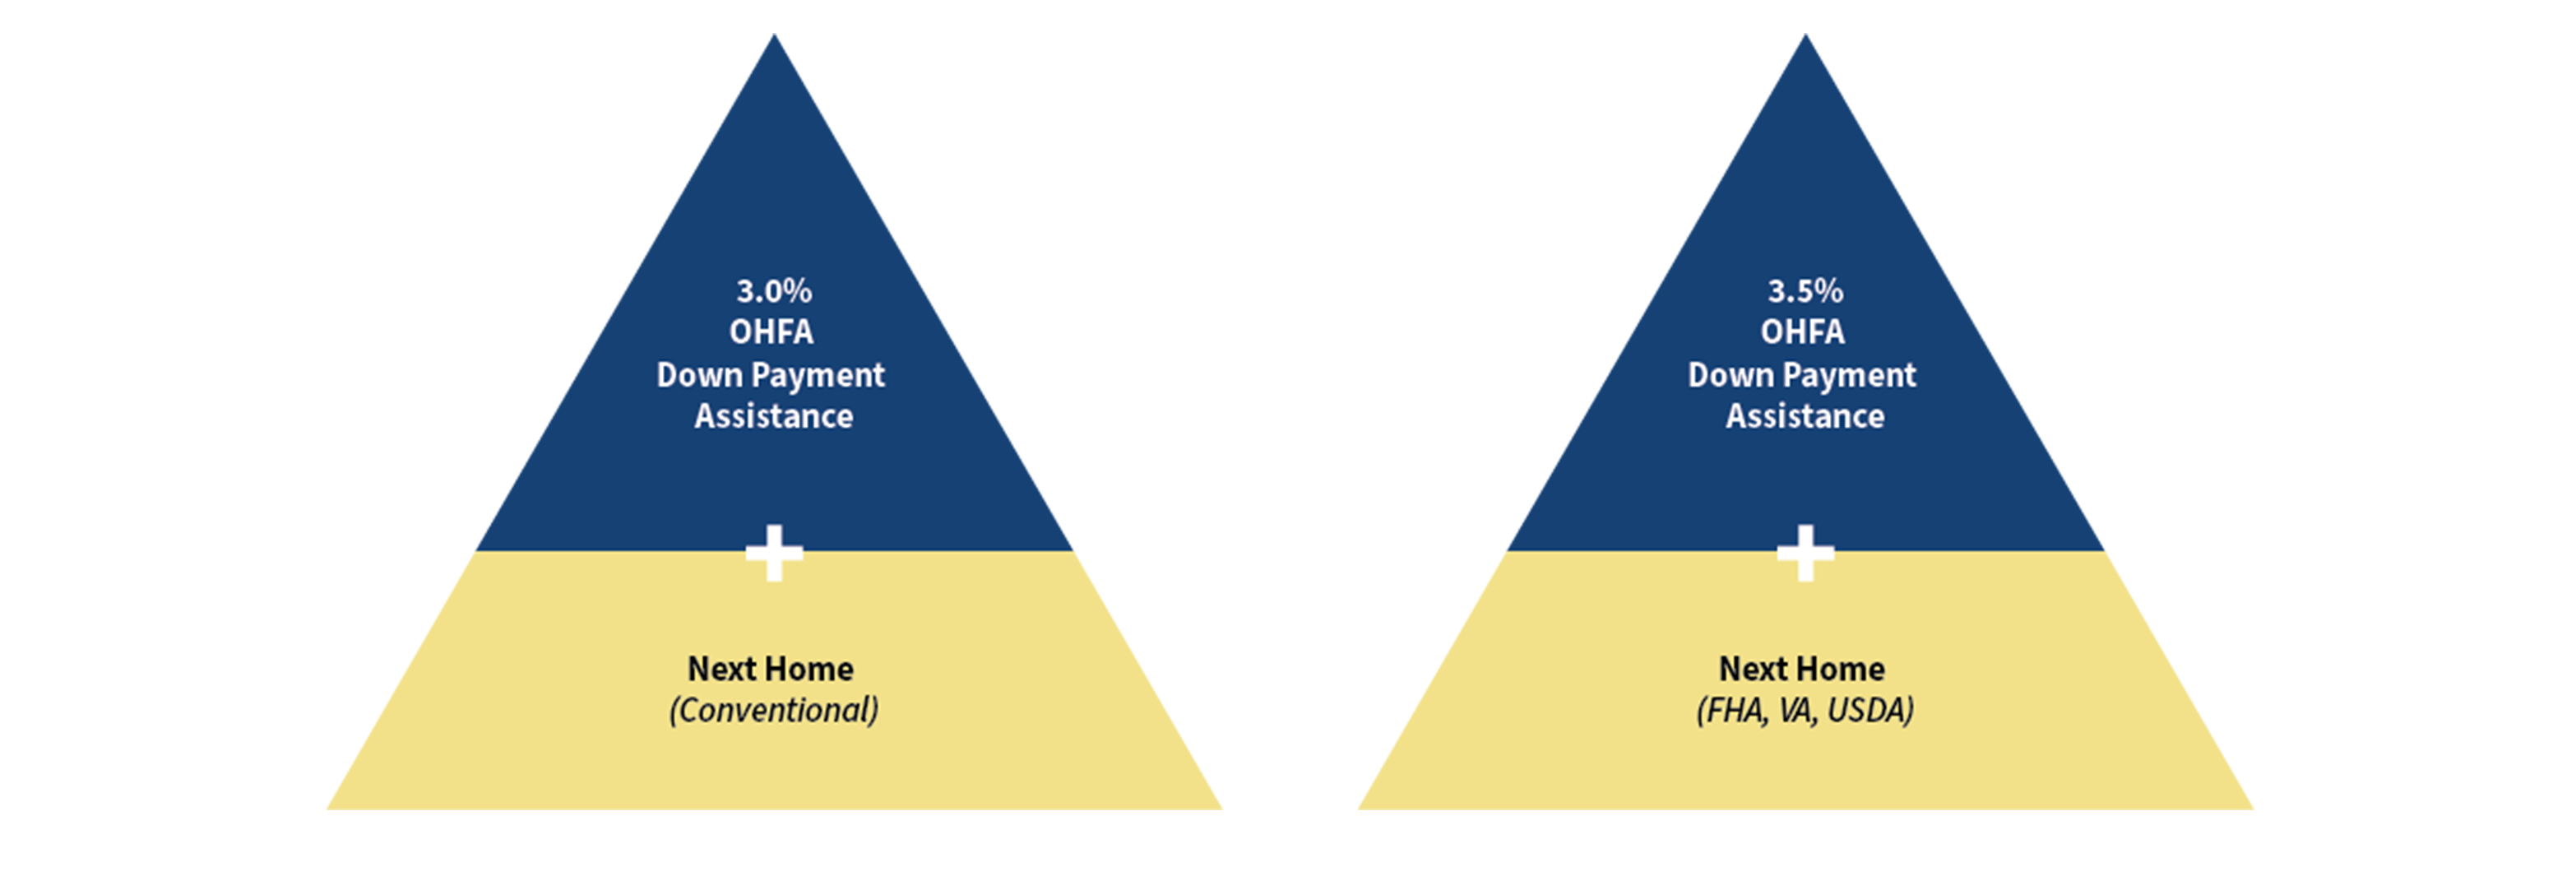 3.0%
OHFA
Down Payment
Assistance
Next Home
(Conventional)
3.5%
OHFA
Down Payment
Assistance
Next Home
(FHA, VA, USDA)